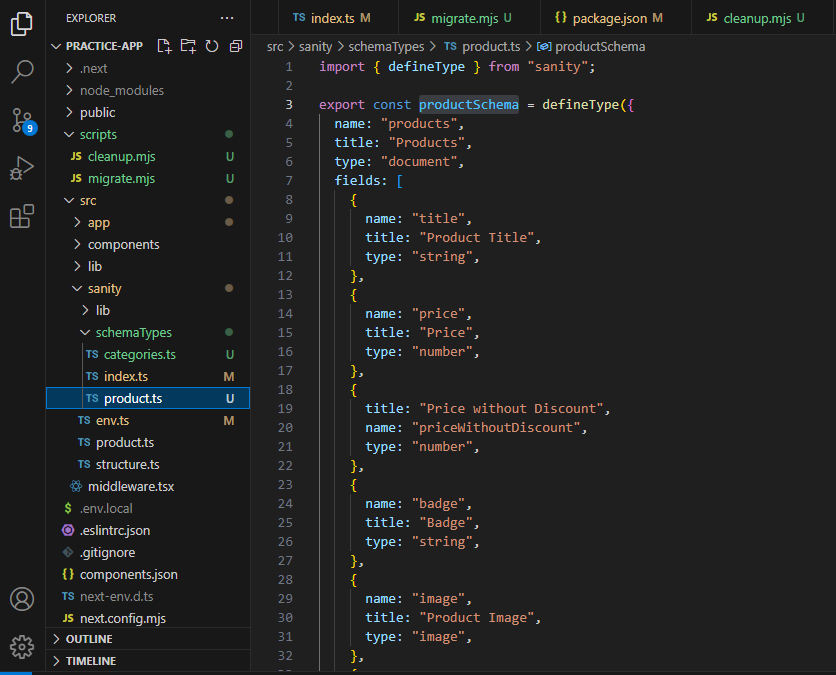 EXPLORER ...
TS index.ts M JS migrate.mjs U {} package.json M JS cleanup.mjs U
PRACTICE-APP
src > sanity > schemaTypes > TS product.ts > productSchema
.next
node_modules
public
scripts
JS cleanup.mjs U
JS migrate.mjs U
src
app
components
lib
sanity
lib
schemaTypes
TS categories.ts U
TS index.ts M
TS product.ts U
TS env.ts M
TS product.ts
TS structure.ts
middleware.tsx
$ .env.local
.eslintrc.json
.gitignore
{} components.json
TS next-env.d.ts
JS next.config.mjs
OUTLINE
TIMELINE
9
1 import { defineType } from "sanity";
2
3 export const productSchema = defineType({
4 name: "products",
5 title: "Products",
6 type: "document",
7 fields: [
8 {
9 name: "title",
10 title: "Product Title",
11 type: "string",
12 },
13 {
14 name: "price",
15 title: "Price",
16 type: "number",
17 },
18 {
19 title: "Price without Discount",
20 name: "priceWithoutDiscount",
21 type: "number",
22 },
23 {
24 name: "badge",
25 title: "Badge",
26 type: "string",
27 },
28 {
29 name: "image",
30 title: "Product Image",
31 type: "image",
32 },